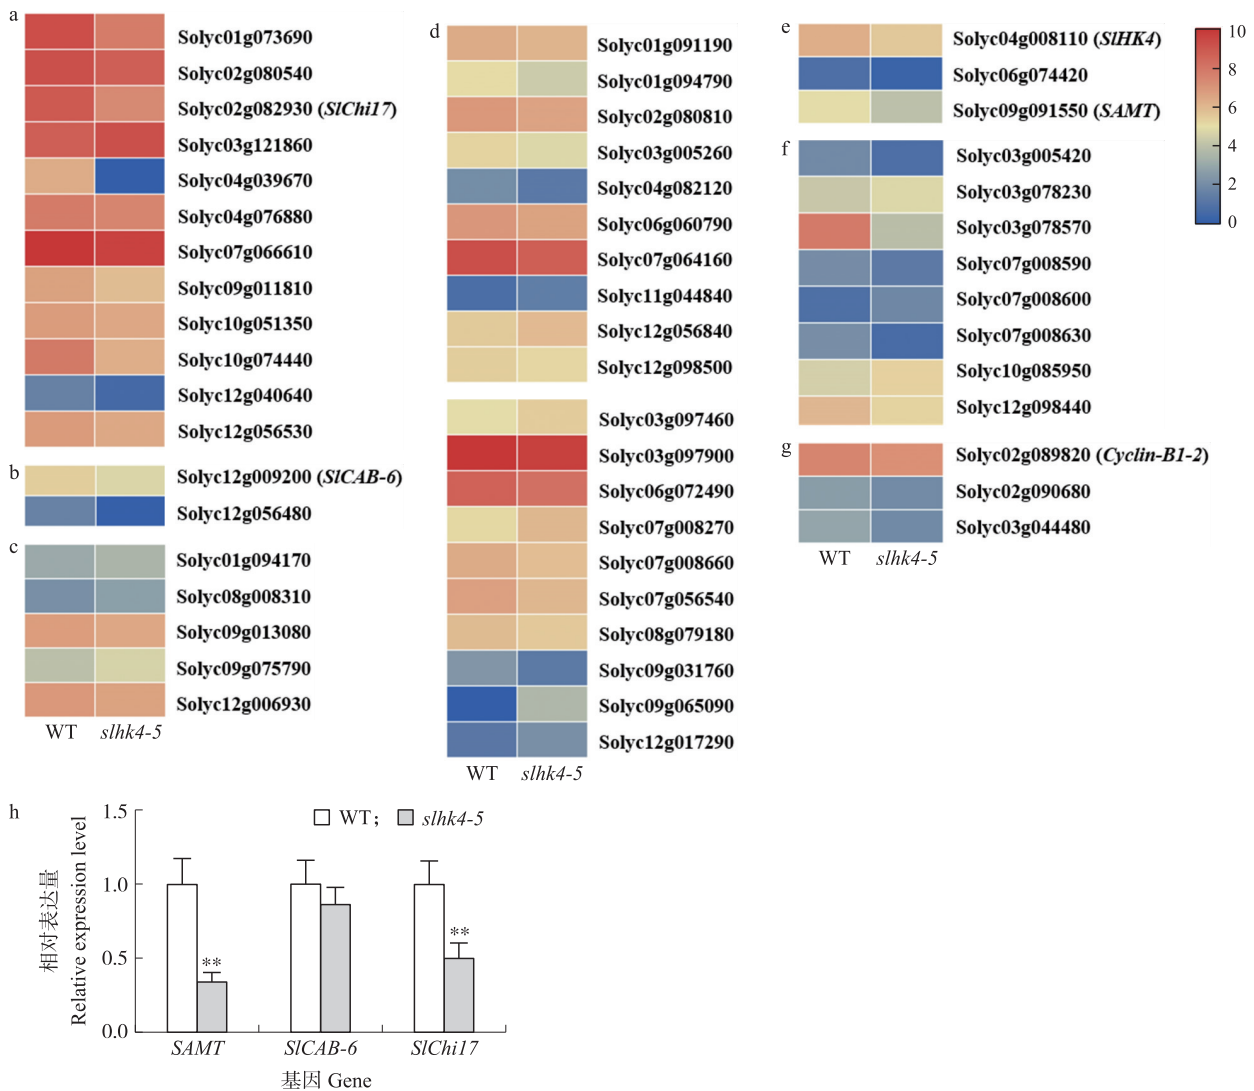 a
Solyc01g073690
Solyc02g080540
Solyc02g082930 (SlChi17)
Solyc03g121860
Solyc04g039670
Solyc04g076880
Solyc07g066610
Solyc09g011810
Solyc10g051350
Solyc10g074440
Solyc12g040640
Solyc12g056530
b
Solyc12g009200 (SlCAB-6)
Solyc12g056480
c
Solyc01g094170
Solyc08g008310
Solyc09g013080
Solyc09g075790
Solyc12g006930
WT slhk4-5
d
Solyc01g091190
Solyc01g094790
Solyc02g080810
Solyc03g005260
Solyc04g082120
Solyc06g060790
Solyc07g064160
Solyc11g044840
Solyc12g056840
Solyc12g098500
Solyc03g097460
Solyc03g097900
Solyc06g072490
Solyc07g008270
Solyc07g008660
Solyc07g056540
Solyc08g079180
Solyc09g031760
Solyc09g065090
Solyc12g017290
WT slhk4-5
e
Solyc04g008110 (SlHK4)
Solyc06g074420
Solyc09g091550 (SAMT)
f
Solyc03g005420
Solyc03g078230
Solyc03g078570
Solyc07g008590
Solyc07g008600
Solyc07g008630
Solyc10g085950
Solyc12g098440
g
Solyc02g089820 (Cyclin-B1-2)
Solyc02g090680
Solyc03g044480
WT slhk4-5
10
8
6
4
2
0
h
WT; slhk4-5
相对表达量
Relative expression level
1.5
1.0
0.5
0.0
**
**
SAMT SlCAB-6 SlChi17
基因 Gene